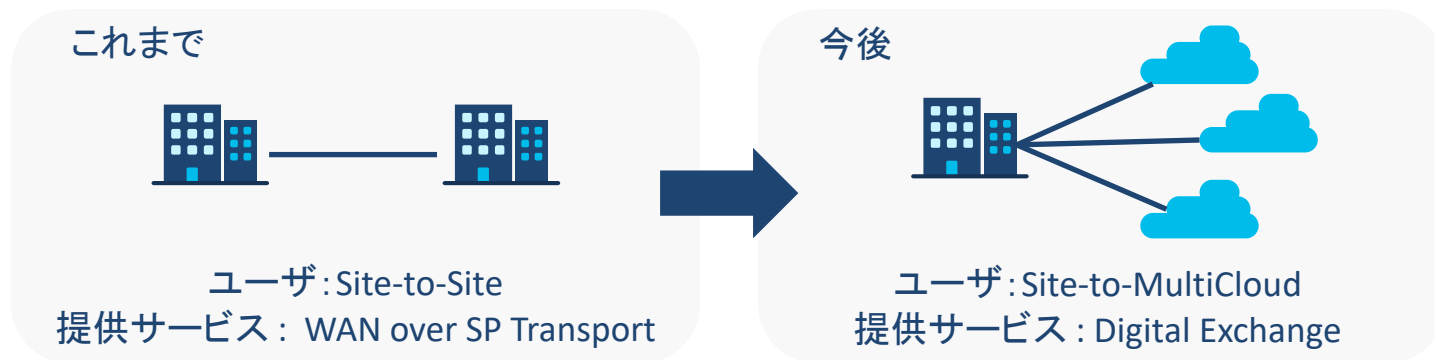 これまで
ユーザ：Site-to-Site
提供サービス： WAN over SP Transport
今後
ユーザ：Site-to-MultiCloud
提供サービス：Digital Exchange